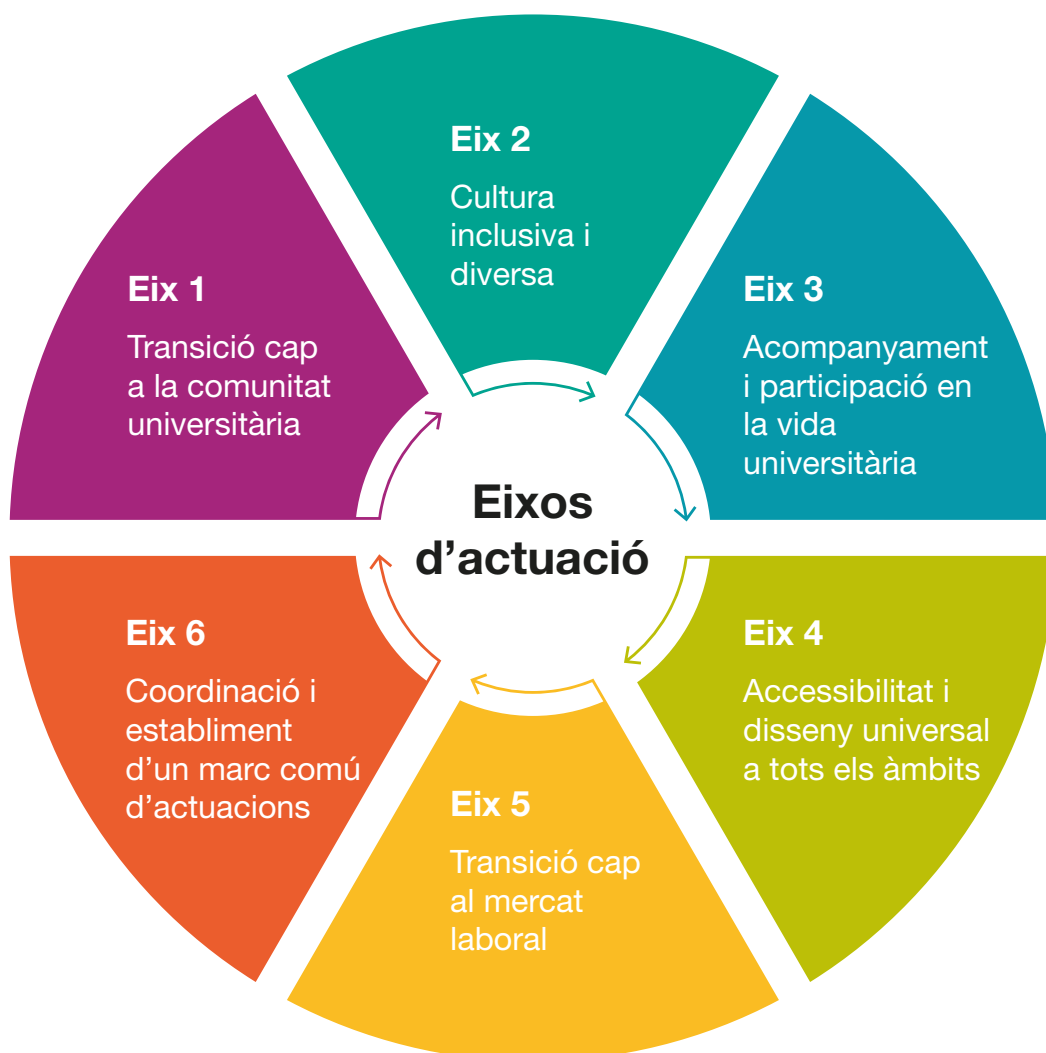 Eix 1
Transició cap
a la comunitat
universitària
Eix 2
Cultura
inclusiva i
diversa
Eix 3
Acompanyament
i participació en
la vida
universitària
Eix 4
Accessibilitat i
disseny universal
a tots els àmbits
Eix 5
Transició cap
al mercat
laboral
Eix 6
Coordinació i
establiment
d'un marc comú
d'actuacions
Eixos
d'actuació